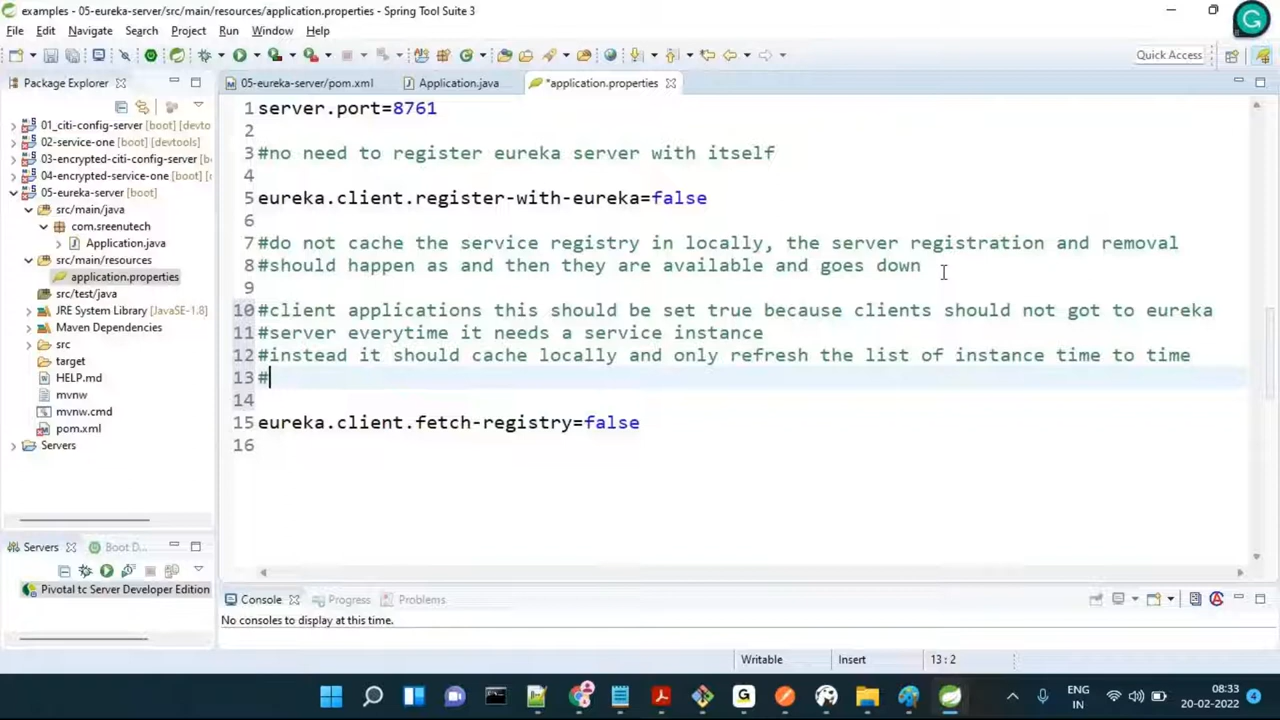 examples - 05-eureka-server/src/main/resources/application.properties - Spring Tool Suite 3
File Edit Navigate Search Project Run Window Help
Quick Access
Package Explorer
05-eureka-server/pom.xml
Application.java
*application.properties
01_citi-config-server [boot] [devto
02-service-one [boot] [devtools]
03-encrypted-citi-config-server [b
04-encrypted-service-one [boot] [d
05-eureka-server [boot]
src/main/java
com.sreenutech
Application.java
src/main/resources
application.properties
src/test/java
JRE System Library [JavaSE-1.8]
Maven Dependencies
src
target
HELP.md
mvnw
mvnw.cmd
pom.xml
Servers
1 server.port=8761
2
3 #no need to register eureka server with itself
4
5 eureka.client.register-with-eureka=false
6
7 #do not cache the service registry in locally, the server registration and removal
8 #should happen as and then they are available and goes down
9
10 #client applications this should be set true because clients should not got to eureka
11 #server everytime it needs a service instance
12 #instead it should cache locally and only refresh the list of instance time to time
13 #
14
15 eureka.client.fetch-registry=false
16
Servers
Boot D...
Pivotal tc Server Developer Edition
Console
Progress
Problems
No consoles to display at this time.
Writable
Insert
13 : 2
ENG
IN
08:33
20-02-2022
4